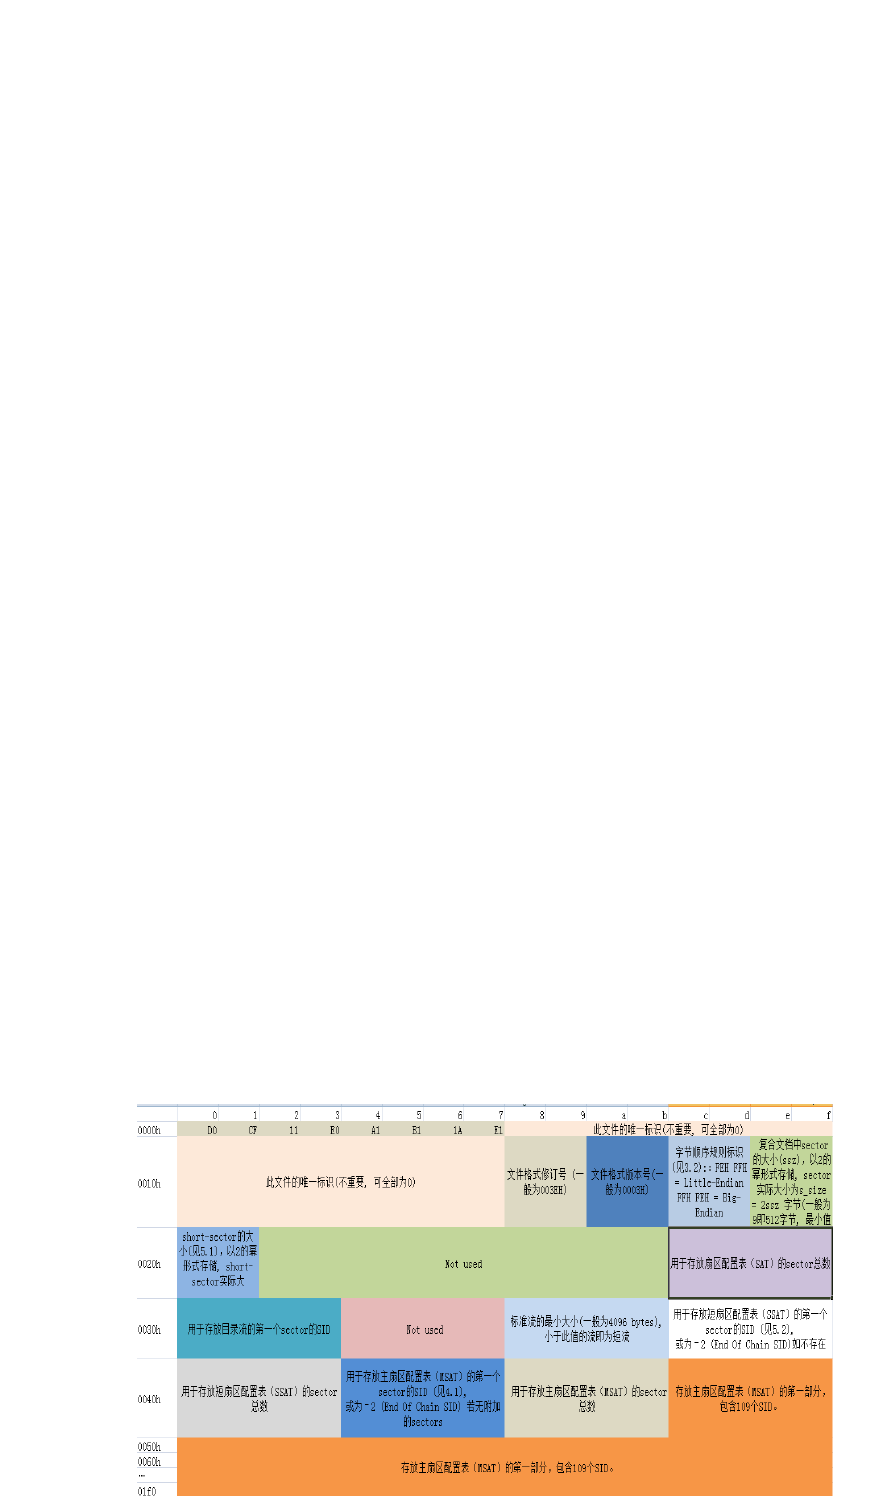 0 1 2 3 4 5 6 7 8 9 a b c d e f
0000h D0 CF 11 E0 A1 B1 1A E1 此文件的唯一标识(不重要, 可全部为0)
0010h
此文件的唯一标识(不重要, 可全部为0)
文件格式修订号 (一
般为003EH)
文件格式版本号(一
般为0003H)
字节顺序规则标识
(见3.2):: FEH FFH
= Little-Endian
FFH FEH = Big-
Endian
复合文档中sector
的大小(ssz), 以2的
幂形式存储, sector
实际大小为s_size
= 2ssz 字节(一般为
9即512字节, 最小值
0020h
short-sector的大
小(见5.1), 以2的幂
形式存储, short-
sector实际大
Not used
用于存放扇区配置表（SAT）的sector总数
0030h
用于存放目录流的第一个sector的SID
Not used
标准流的最小大小(一般为4096 bytes),
小于此值的流即为短流
用于存放短扇区配置表（SSAT）的第一个
sector的SID (见5.2),
或为–2 (End Of Chain SID)如不存在
0040h
用于存放短扇区配置表（SSAT）的sector
总数
用于存放主扇区配置表（MSAT）的第一个
sector的SID (见4.1),
或为–2 (End Of Chain SID) 若无附加
的sectors
用于存放主扇区配置表（MSAT）的sector
总数
存放主扇区配置表（MSAT）的第一部分,
包含109个SID。
0050h
0060h
…
01f0
存放主扇区配置表（MSAT）的第一部分, 包含109个SID。